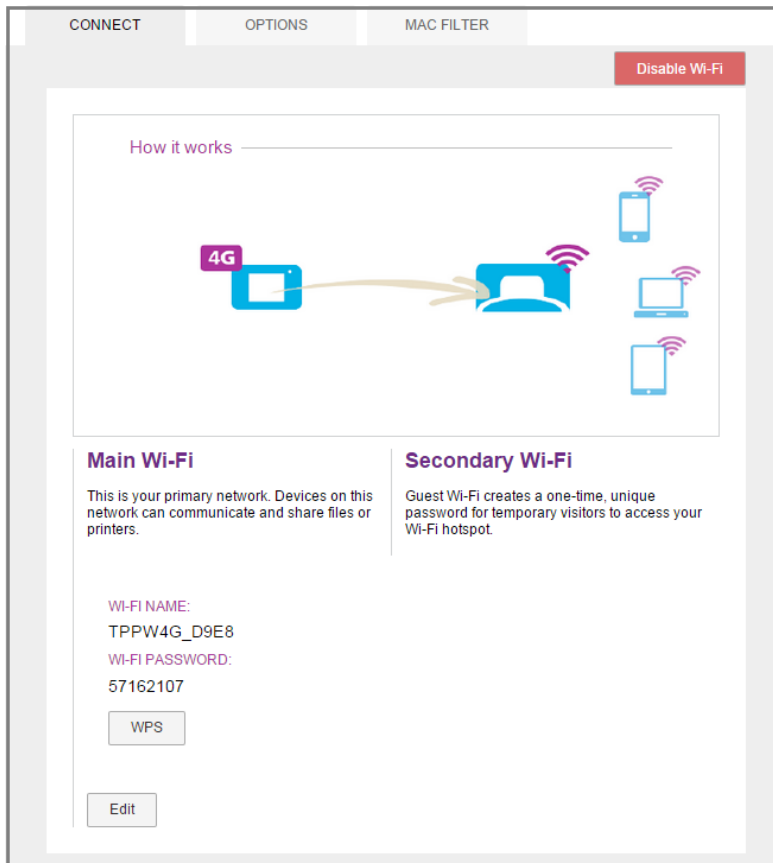 CONNECT
OPTIONS
MAC FILTER
Disable Wi-Fi
How it works
4G
Main Wi-Fi
This is your primary network. Devices on this
network can communicate and share files or
printers.
Secondary Wi-Fi
Guest Wi-Fi creates a one-time, unique
password for temporary visitors to access your
Wi-Fi hotspot.
WI-FI NAME:
TPPW4G_D9E8
WI-FI PASSWORD:
57162107
WPS
Edit